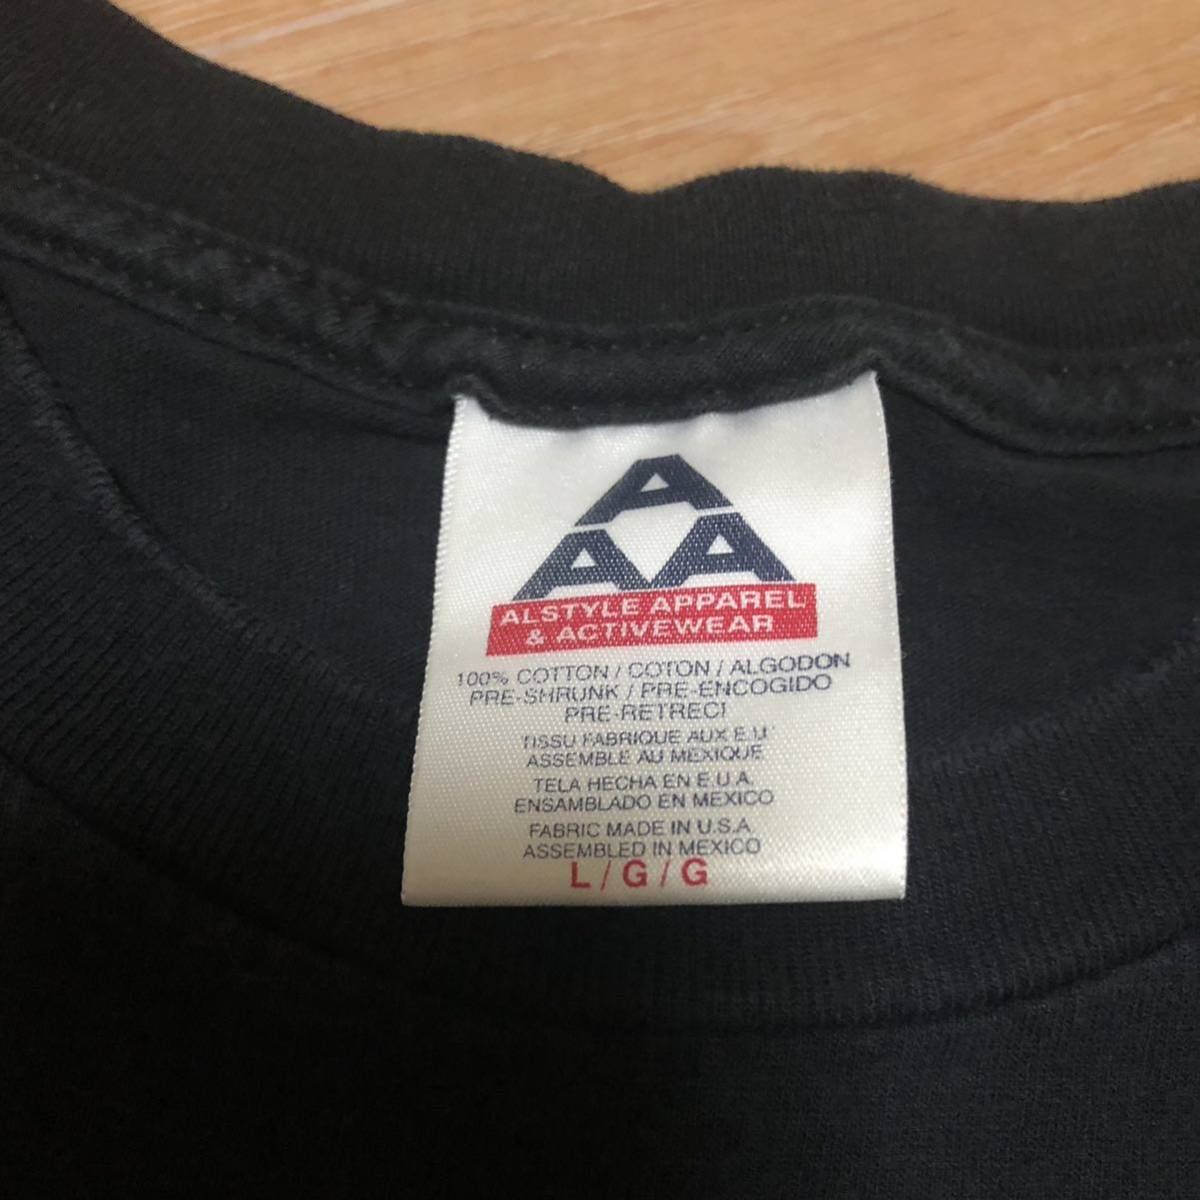 A
AA
ALSTYLE APPAREL
& ACTIVEWEAR
100% COTTON / COTON / ALGODON
PRE-SHRUNK / PRE-ENCOGIDO
PRE-RETRECI
TISSU FABRIQUE AUX E.U.
ASSEMBLE AU MEXIQUE
TELA HECHA EN E.U.A.
ENSAMBLADO EN MEXICO
FABRIC MADE IN U.S.A.
ASSEMBLED IN MEXICO
L / G / G